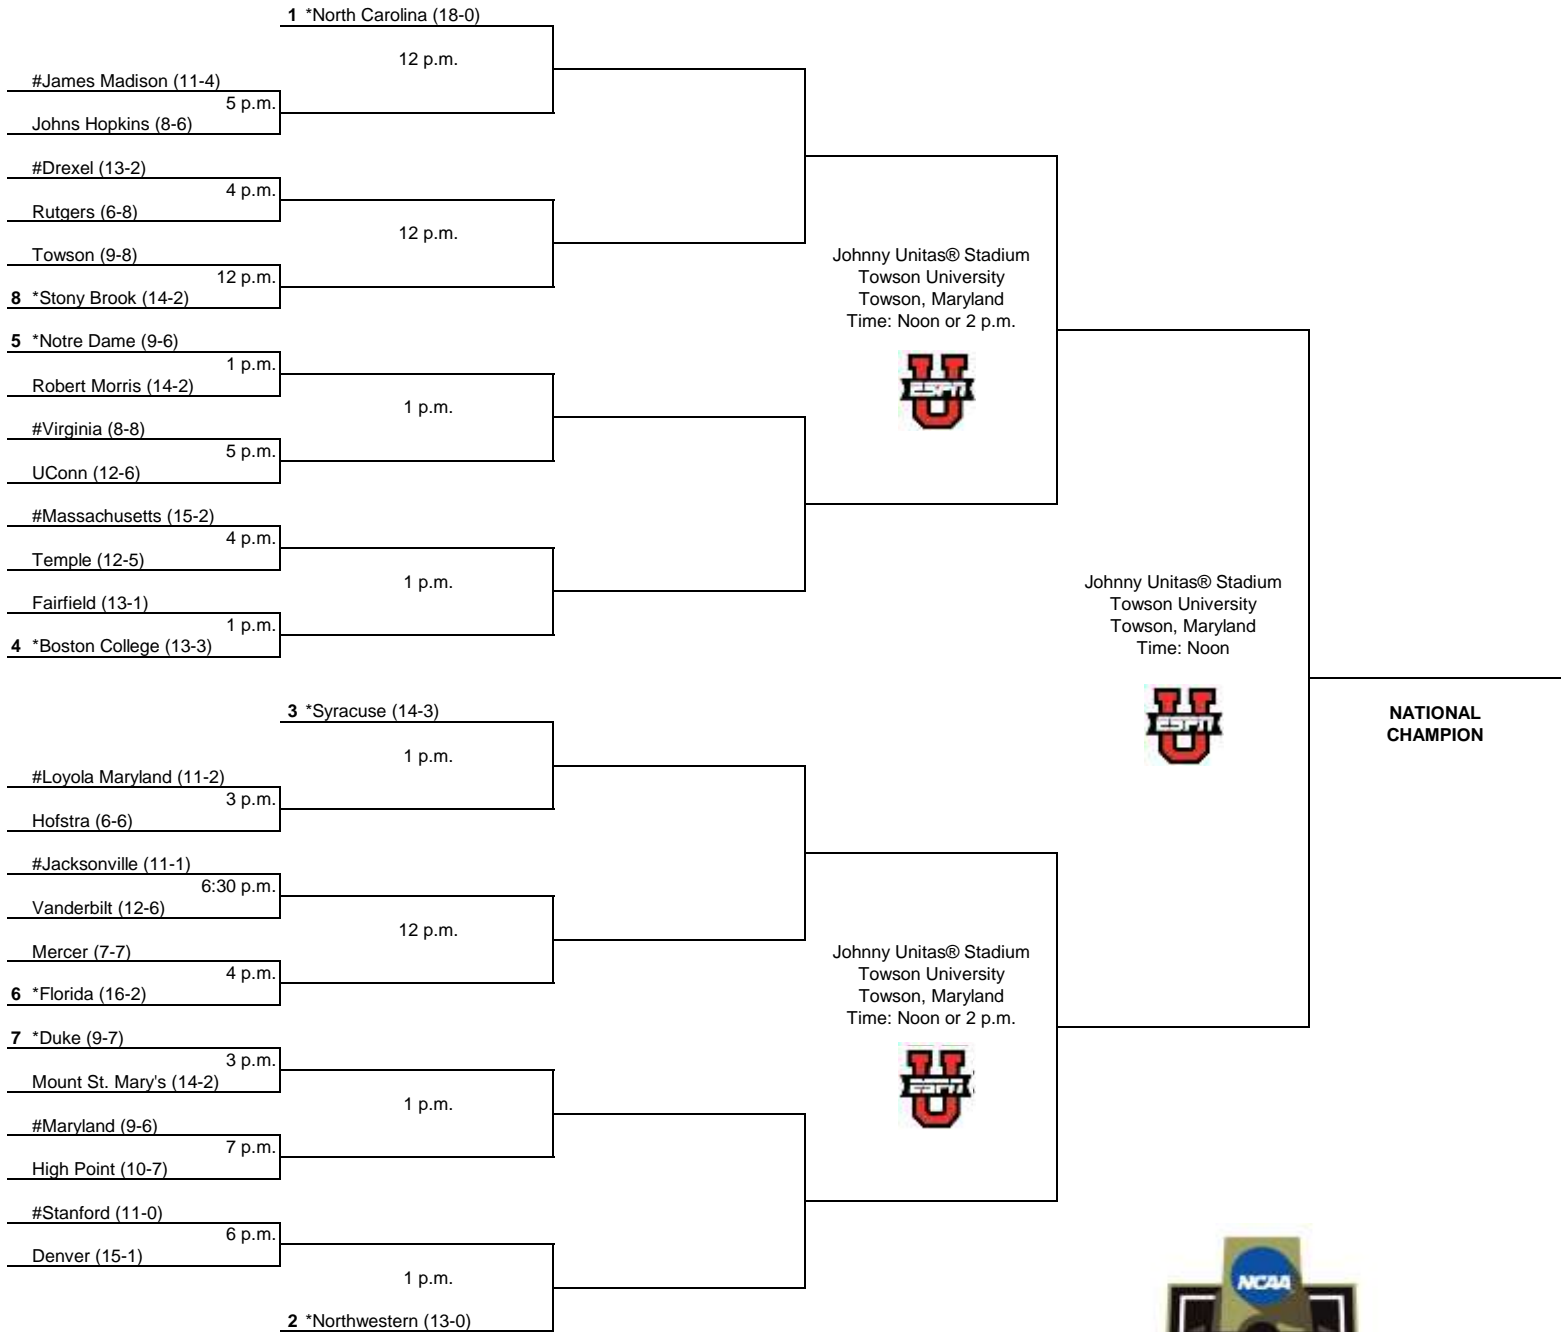 1 *North Carolina (18-0)
12 p.m.
#James Madison (11-4)
5 p.m.
Johns Hopkins (8-6)
#Drexel (13-2)
4 p.m.
Rutgers (6-8)
12 p.m.
Towson (9-8)
12 p.m.
8 *Stony Brook (14-2)
5 *Notre Dame (9-6)
1 p.m.
Robert Morris (14-2)
1 p.m.
#Virginia (8-8)
5 p.m.
UConn (12-6)
#Massachusetts (15-2)
4 p.m.
Temple (12-5)
1 p.m.
Fairfield (13-1)
1 p.m.
4 *Boston College (13-3)
Johnny Unitas® Stadium
Towson University
Towson, Maryland
Time: Noon or 2 p.m.
U
ESPN
3 *Syracuse (14-3)
1 p.m.
#Loyola Maryland (11-2)
3 p.m.
Hofstra (6-6)
#Jacksonville (11-1)
6:30 p.m.
Vanderbilt (12-6)
12 p.m.
Mercer (7-7)
4 p.m.
6 *Florida (16-2)
7 *Duke (9-7)
3 p.m.
Mount St. Mary's (14-2)
1 p.m.
#Maryland (9-6)
7 p.m.
High Point (10-7)
#Stanford (11-0)
6 p.m.
Denver (15-1)
1 p.m.
2 *Northwestern (13-0)
Johnny Unitas® Stadium
Towson University
Towson, Maryland
Time: Noon or 2 p.m.
U
ESPN
Johnny Unitas® Stadium
Towson University
Towson, Maryland
Time: Noon
U
ESPN
NATIONAL
CHAMPION
NCAA